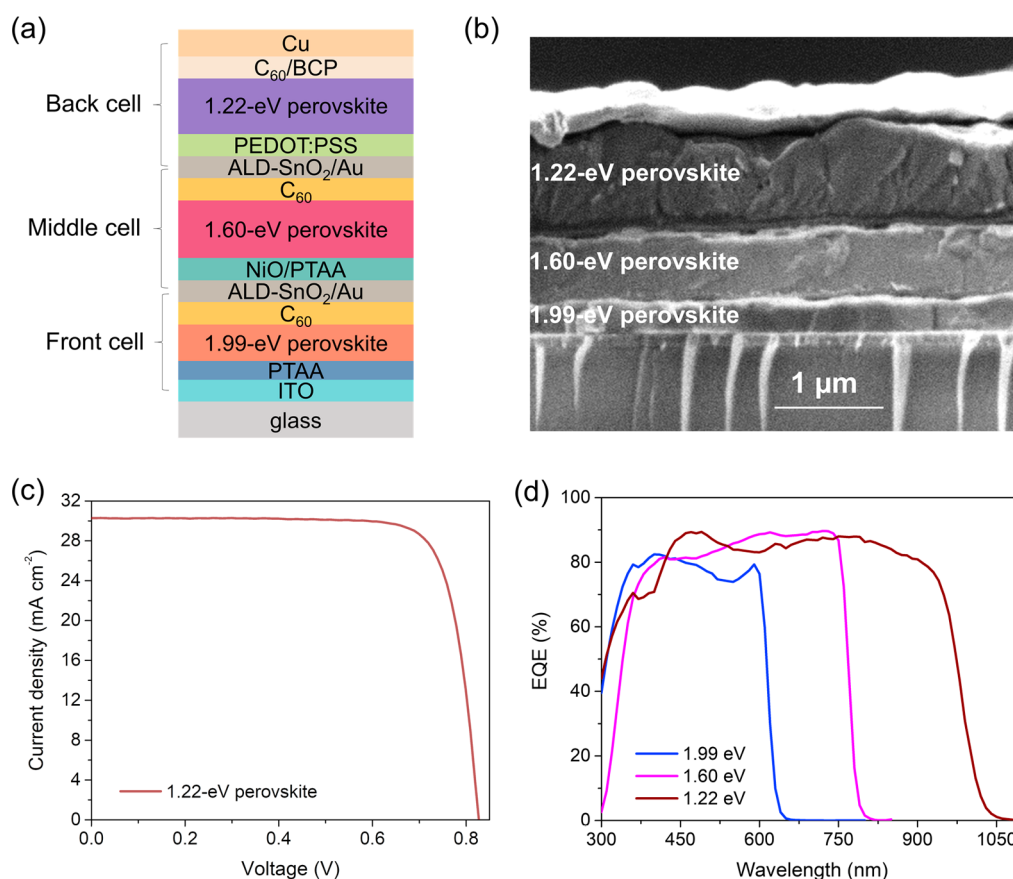 (a)
Cu
C₆₀/BCP
Back cell
1.22-eV perovskite
PEDOT:PSS
ALD-SnO₂/Au
C₆₀
Middle cell
1.60-eV perovskite
NiO/PTAA
ALD-SnO₂/Au
C₆₀
Front cell
1.99-eV perovskite
PTAA
ITO
glass
(b)
1.22-eV perovskite
1.60-eV perovskite
1.99-eV perovskite
1 µm
(c)
Current density (mA cm⁻²)
32
28
24
20
16
12
8
4
0
1.22-eV perovskite
0.0
0.2
0.4
0.6
0.8
Voltage (V)
(d)
EQE (%)
100
80
60
40
20
0
1.99 eV
1.60 eV
1.22 eV
300
450
600
750
900
1050
Wavelength (nm)